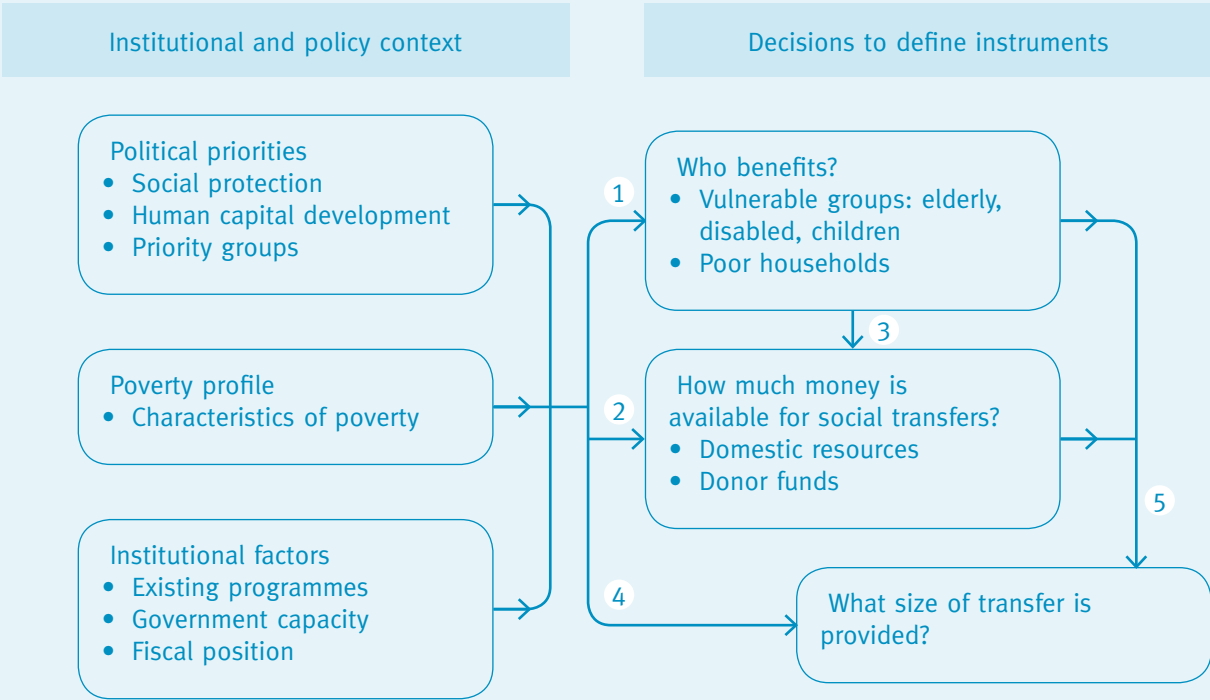 Institutional and policy context
Decisions to define instruments
Political priorities
• Social protection
• Human capital development
• Priority groups
Poverty profile
• Characteristics of poverty
Institutional factors
• Existing programmes
• Government capacity
• Fiscal position
1
2
3
4
5
Who benefits?
• Vulnerable groups: elderly,
disabled, children
• Poor households
How much money is
available for social transfers?
• Domestic resources
• Donor funds
What size of transfer is
provided?